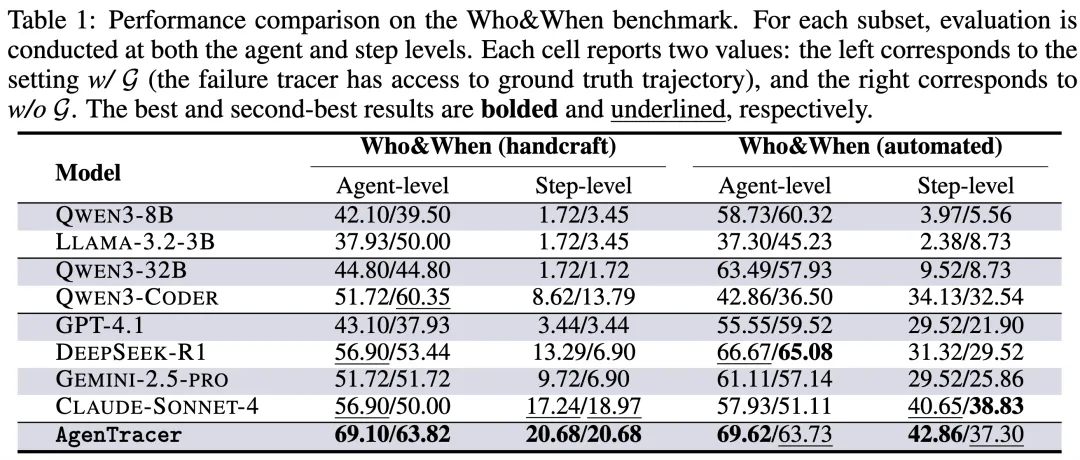 Table 1: Performance comparison on the Who&When benchmark. For each subset, evaluation is
conducted at both the agent and step levels. Each cell reports two values: the left corresponds to the
setting w/ 𝒢 (the failure tracer has access to ground truth trajectory), and the right corresponds to
w/o 𝒢. The best and second-best results are bolded and underlined, respectively.
Model Who&When (handcraft) Who&When (automated)
Agent-level Step-level Agent-level Step-level
QWEN3-8B 42.10/39.50 1.72/3.45 58.73/60.32 3.97/5.56
LLAMA-3.2-3B 37.93/50.00 1.72/3.45 37.30/45.23 2.38/8.73
QWEN3-32B 44.80/44.80 1.72/1.72 63.49/57.93 9.52/8.73
QWEN3-CODER 51.72/60.35 8.62/13.79 42.86/36.50 34.13/32.54
GPT-4.1 43.10/37.93 3.44/3.44 55.55/59.52 29.52/21.90
DEEPSEEK-R1 56.90/53.44 13.29/6.90 66.67/65.08 31.32/29.52
GEMINI-2.5-PRO 51.72/51.72 9.72/6.90 61.11/57.14 29.52/25.86
CLAUDE-SONNET-4 56.90/50.00 17.24/18.97 57.93/51.11 40.65/38.83
AgenTracer 69.10/63.82 20.68/20.68 69.62/63.73 42.86/37.30